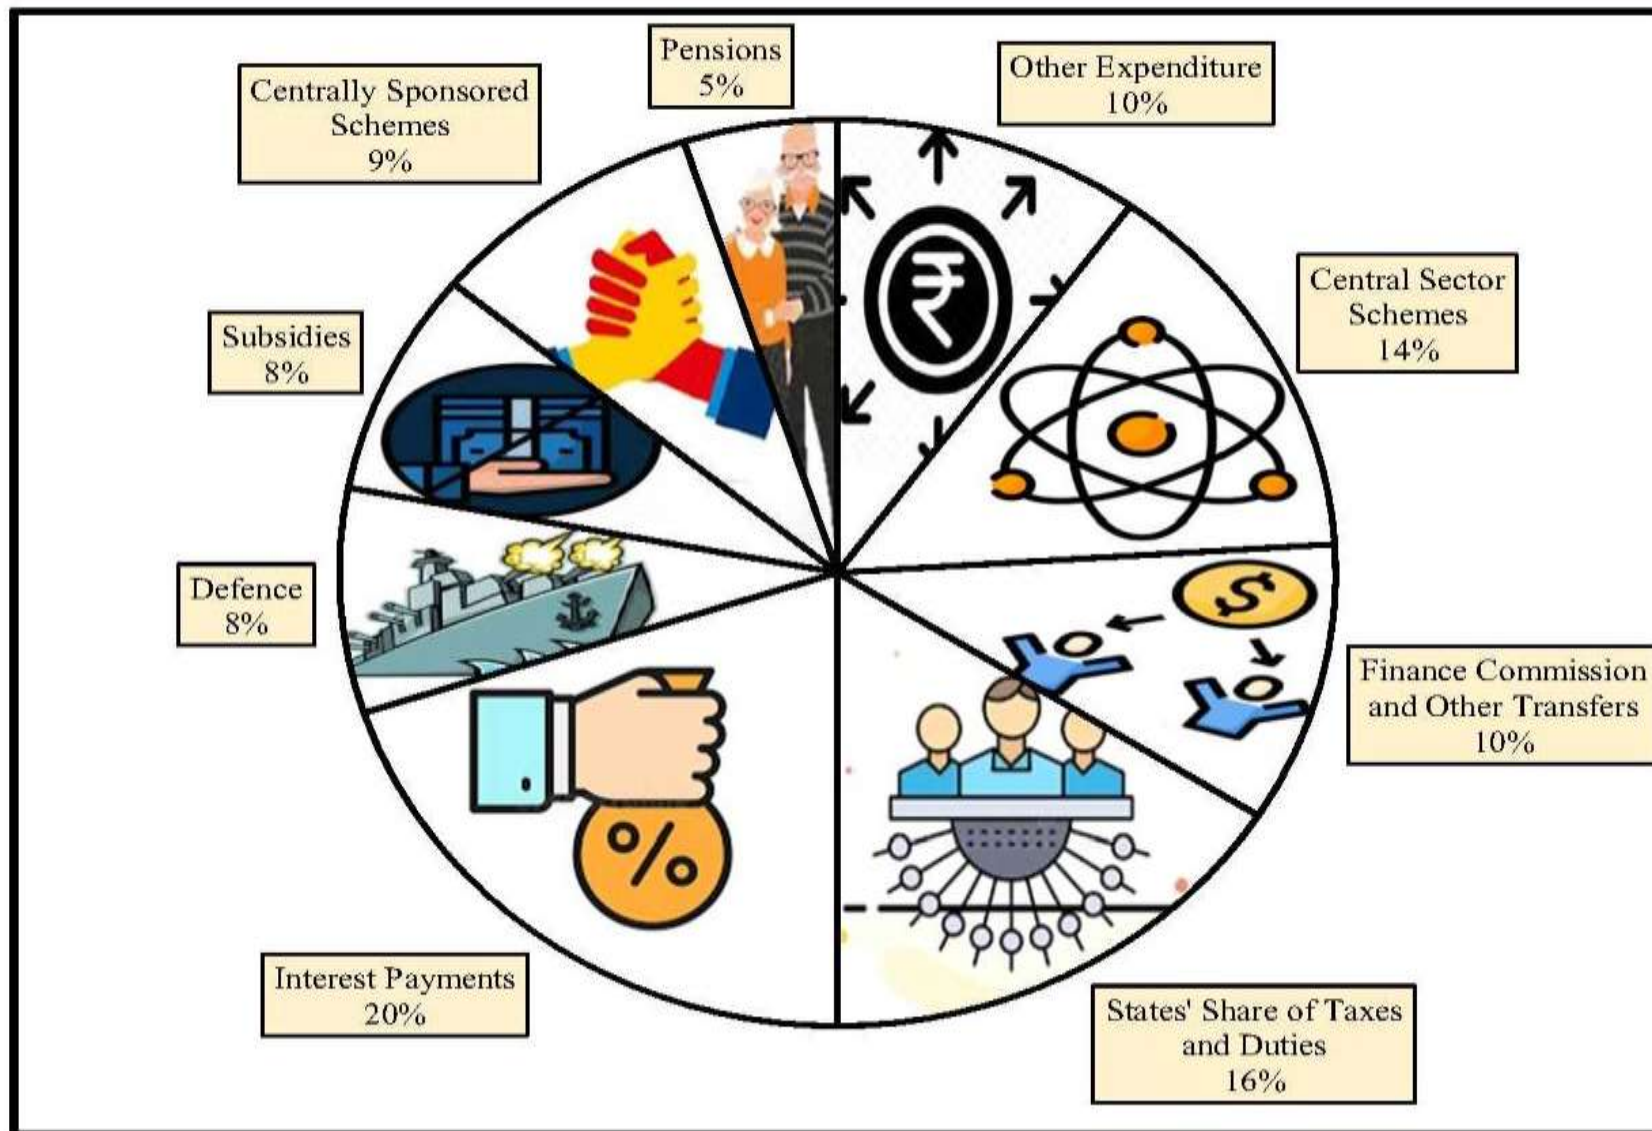 Pensions
5%
Other Expenditure
10%
Centrally Sponsored
Schemes
9%
Central Sector
Schemes
14%
Subsidies
8%
Defence
8%
Finance Commission
and Other Transfers
10%
Interest Payments
20%
States' Share of Taxes
and Duties
16%
₹
$
%